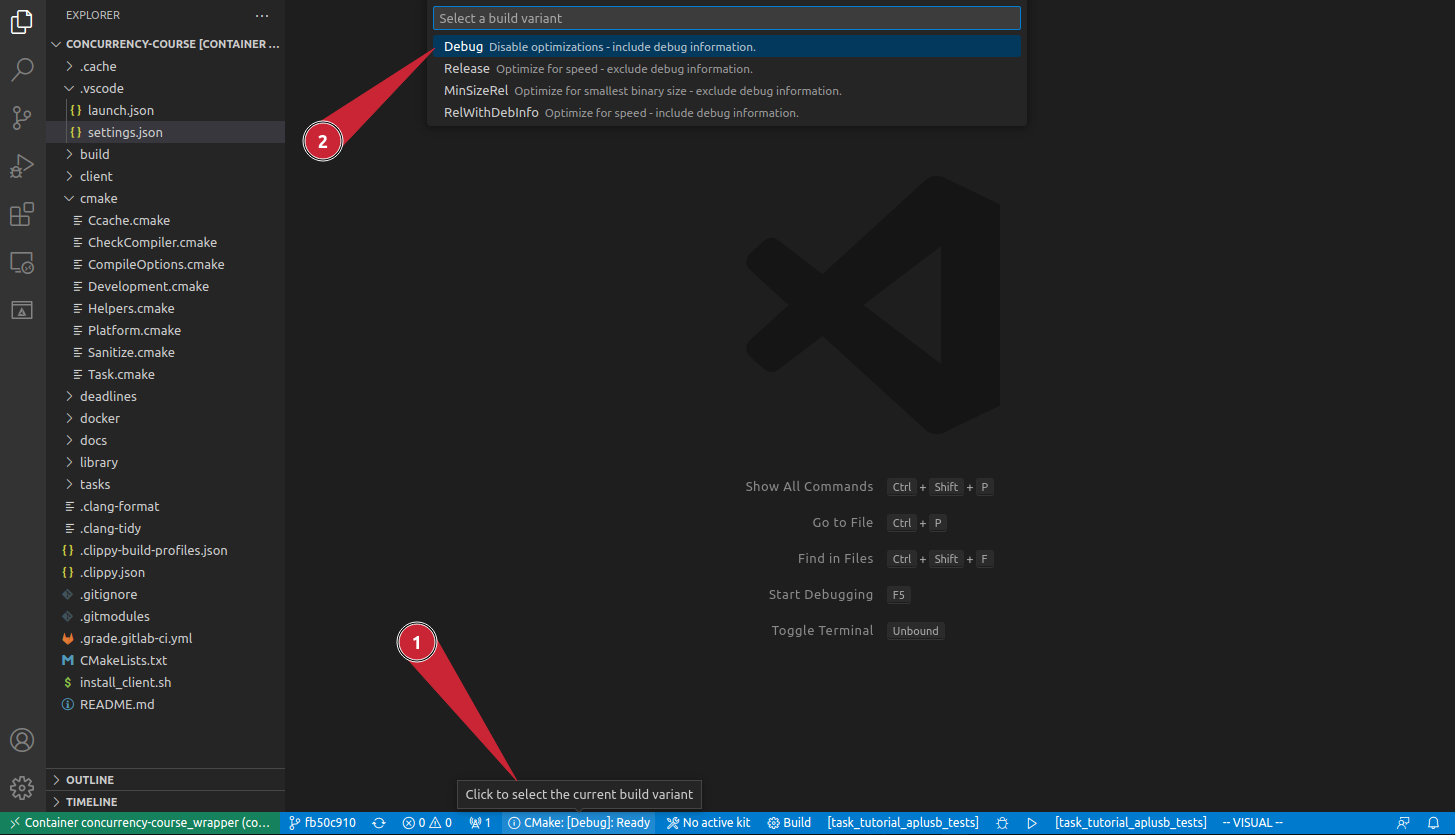 EXPLORER
CONCURRENCY-COURSE [CONTAINER ...
.cache
.vscode
{} launch.json
{} settings.json
build
client
cmake
Ccache.cmake
CheckCompiler.cmake
CompileOptions.cmake
Development.cmake
Helpers.cmake
Platform.cmake
Sanitize.cmake
Task.cmake
deadlines
docker
docs
library
tasks
.clang-format
.clang-tidy
{} .clippy-build-profiles.json
{} .clippy.json
.gitignore
.gitmodules
.grade.gitlab-ci.yml
M CMakeLists.txt
$ install_client.sh
README.md
OUTLINE
TIMELINE
Select a build variant
Debug Disable optimizations - include debug information.
Release Optimize for speed - exclude debug information.
MinSizeRel Optimize for smallest binary size - exclude debug information.
RelWithDebInfo Optimize for speed - include debug information.
2
Show All Commands Ctrl + Shift + P
Go to File Ctrl + P
Find in Files Ctrl + Shift + F
Start Debugging F5
Toggle Terminal Unbound
1
Click to select the current build variant
Container concurrency-course_wrapper (co... fb50c910 0 0 1 CMake: [Debug]: Ready No active kit Build [task_tutorial_aplusb_tests] [task_tutorial_aplusb_tests] -- VISUAL --